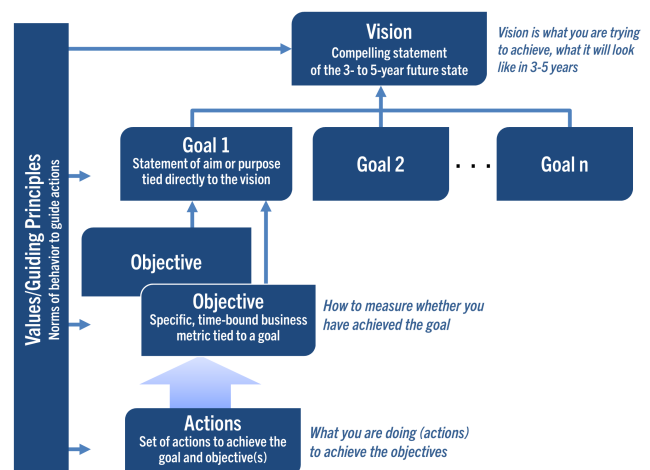 Values/Guiding Principles
Norms of behavior to guide actions
Vision
Compelling statement
of the 3- to 5-year future state
Vision is what you are trying
to achieve, what it will look
like in 3-5 years
Goal 1
Statement of aim or purpose
tied directly to the vision
Goal 2
. . .
Goal n
Objective
Objective
Specific, time-bound business
metric tied to a goal
How to measure whether you
have achieved the goal
Actions
Set of actions to achieve the
goal and objective(s)
What you are doing (actions)
to achieve the objectives